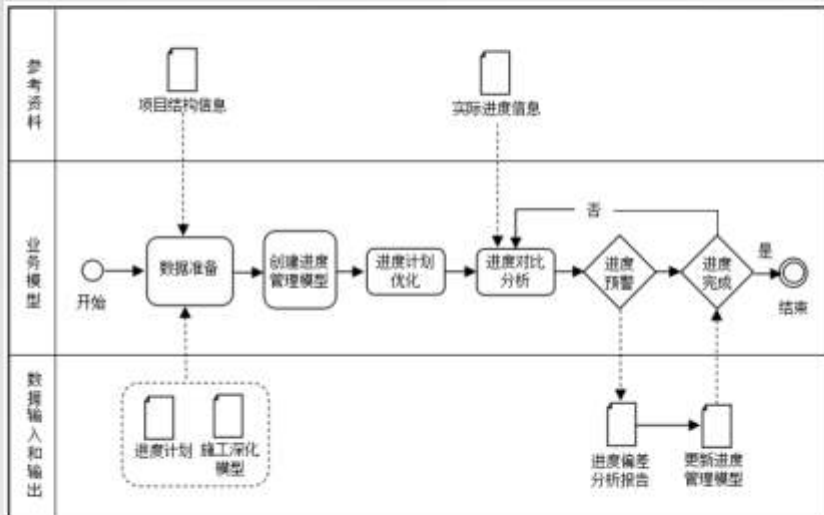 参考资料
项目结构信息
实际进度信息
业务模型
开始
数据准备
创建进度
管理模型
进度计划
优化
进度对比
分析
否
进度
预警
进度
完成
是
结束
数据输入和输出
进度计划
施工深化
模型
进度偏差
分析报告
更新进度
管理模型